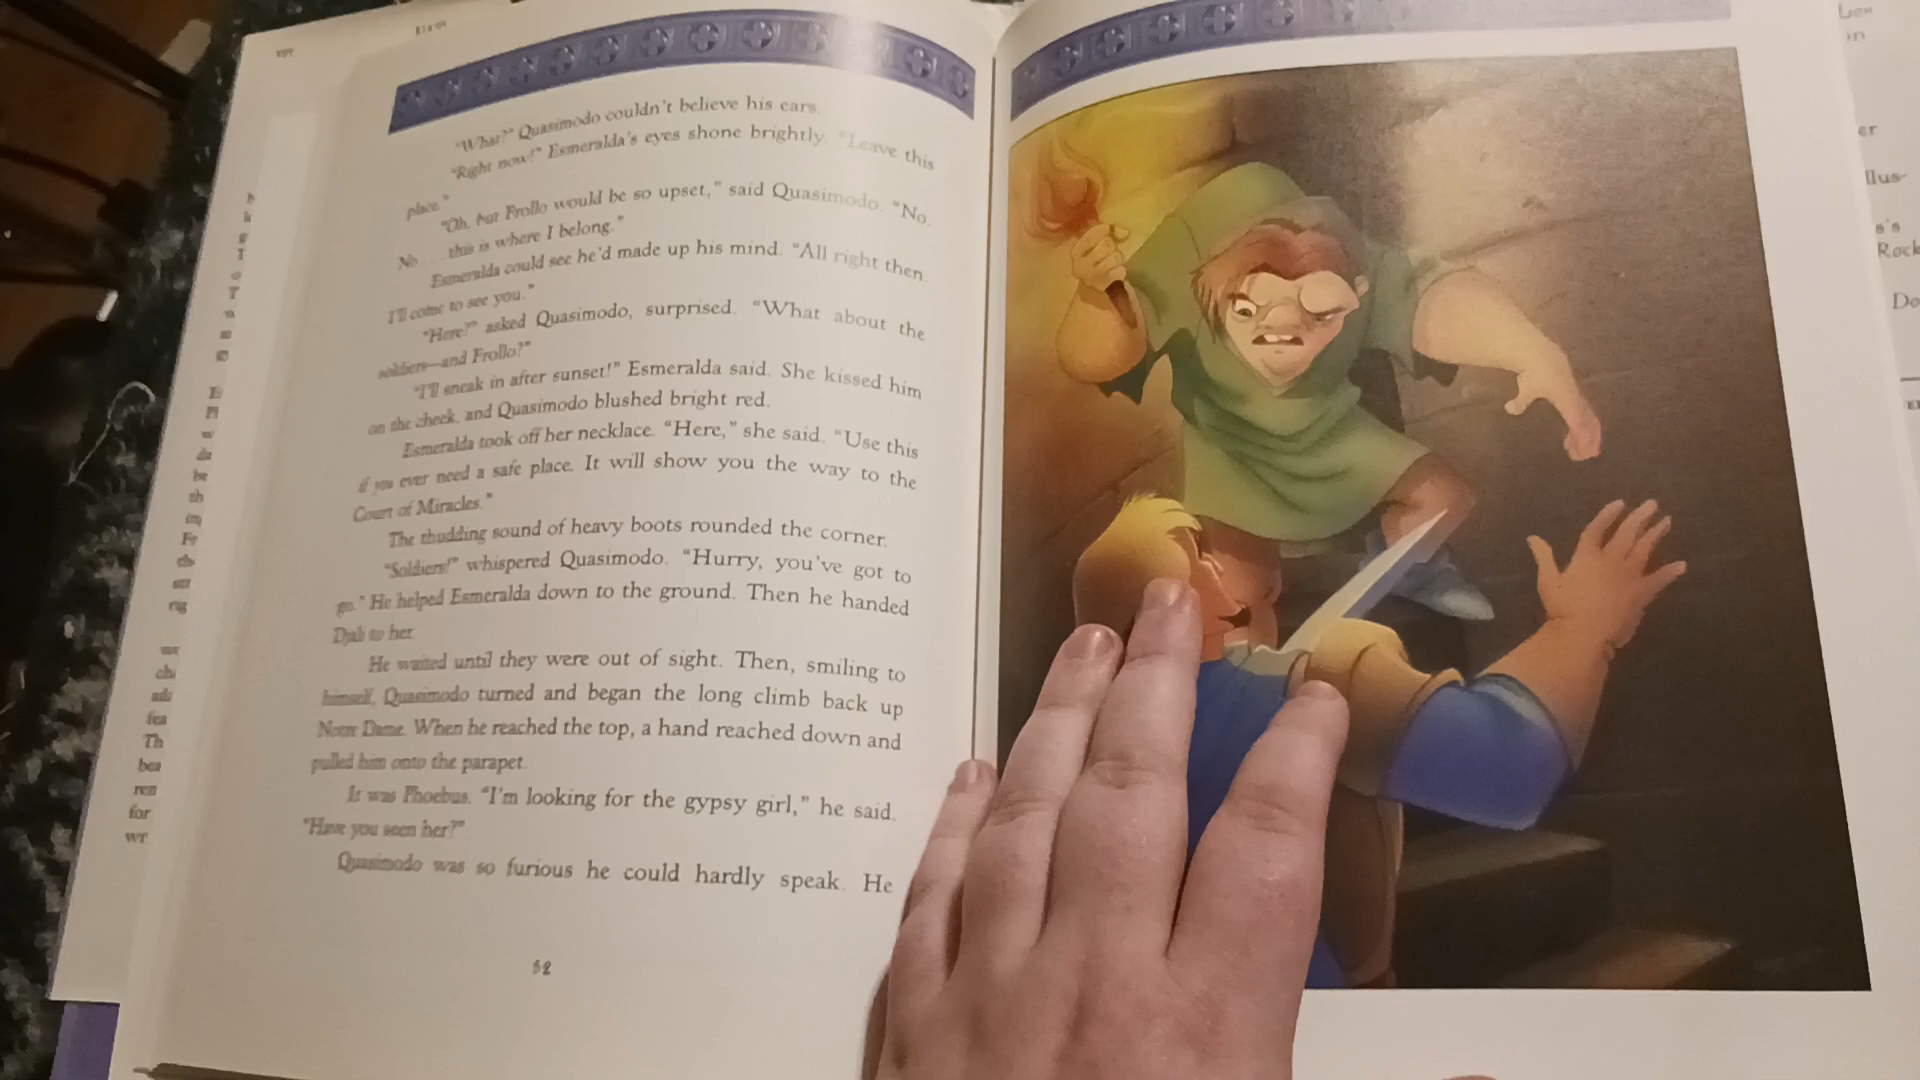 "What?" Quasimodo couldn't believe his ears.
"Right now!" Esmeralda's eyes shone brightly. "Leave this
place."
"Oh, but Frollo would be so upset," said Quasimodo. "No.
No . . . this is where I belong."
Esmeralda could see he'd made up his mind. "All right then.
I'll come to see you."
"Here?" asked Quasimodo, surprised. "What about the
soldiers—and Frollo?"
"I'll sneak in after sunset!" Esmeralda said. She kissed him
on the cheek, and Quasimodo blushed bright red.
Esmeralda took off her necklace. "Here," she said. "Use this
if you ever need a safe place. It will show you the way to the
Court of Miracles."
The thudding sound of heavy boots rounded the corner.
"Soldiers!" whispered Quasimodo. "Hurry, you've got to
go." He helped Esmeralda down to the ground. Then he handed
Djali to her.
He waited until they were out of sight. Then, smiling to
himself, Quasimodo turned and began the long climb back up
Notre Dame. When he reached the top, a hand reached down and
pulled him onto the parapet.
It was Phoebus. "I'm looking for the gypsy girl," he said.
"Have you seen her?"
Quasimodo was so furious he could hardly speak. He
52
Th
for
wr
in
er
llus-
Rock